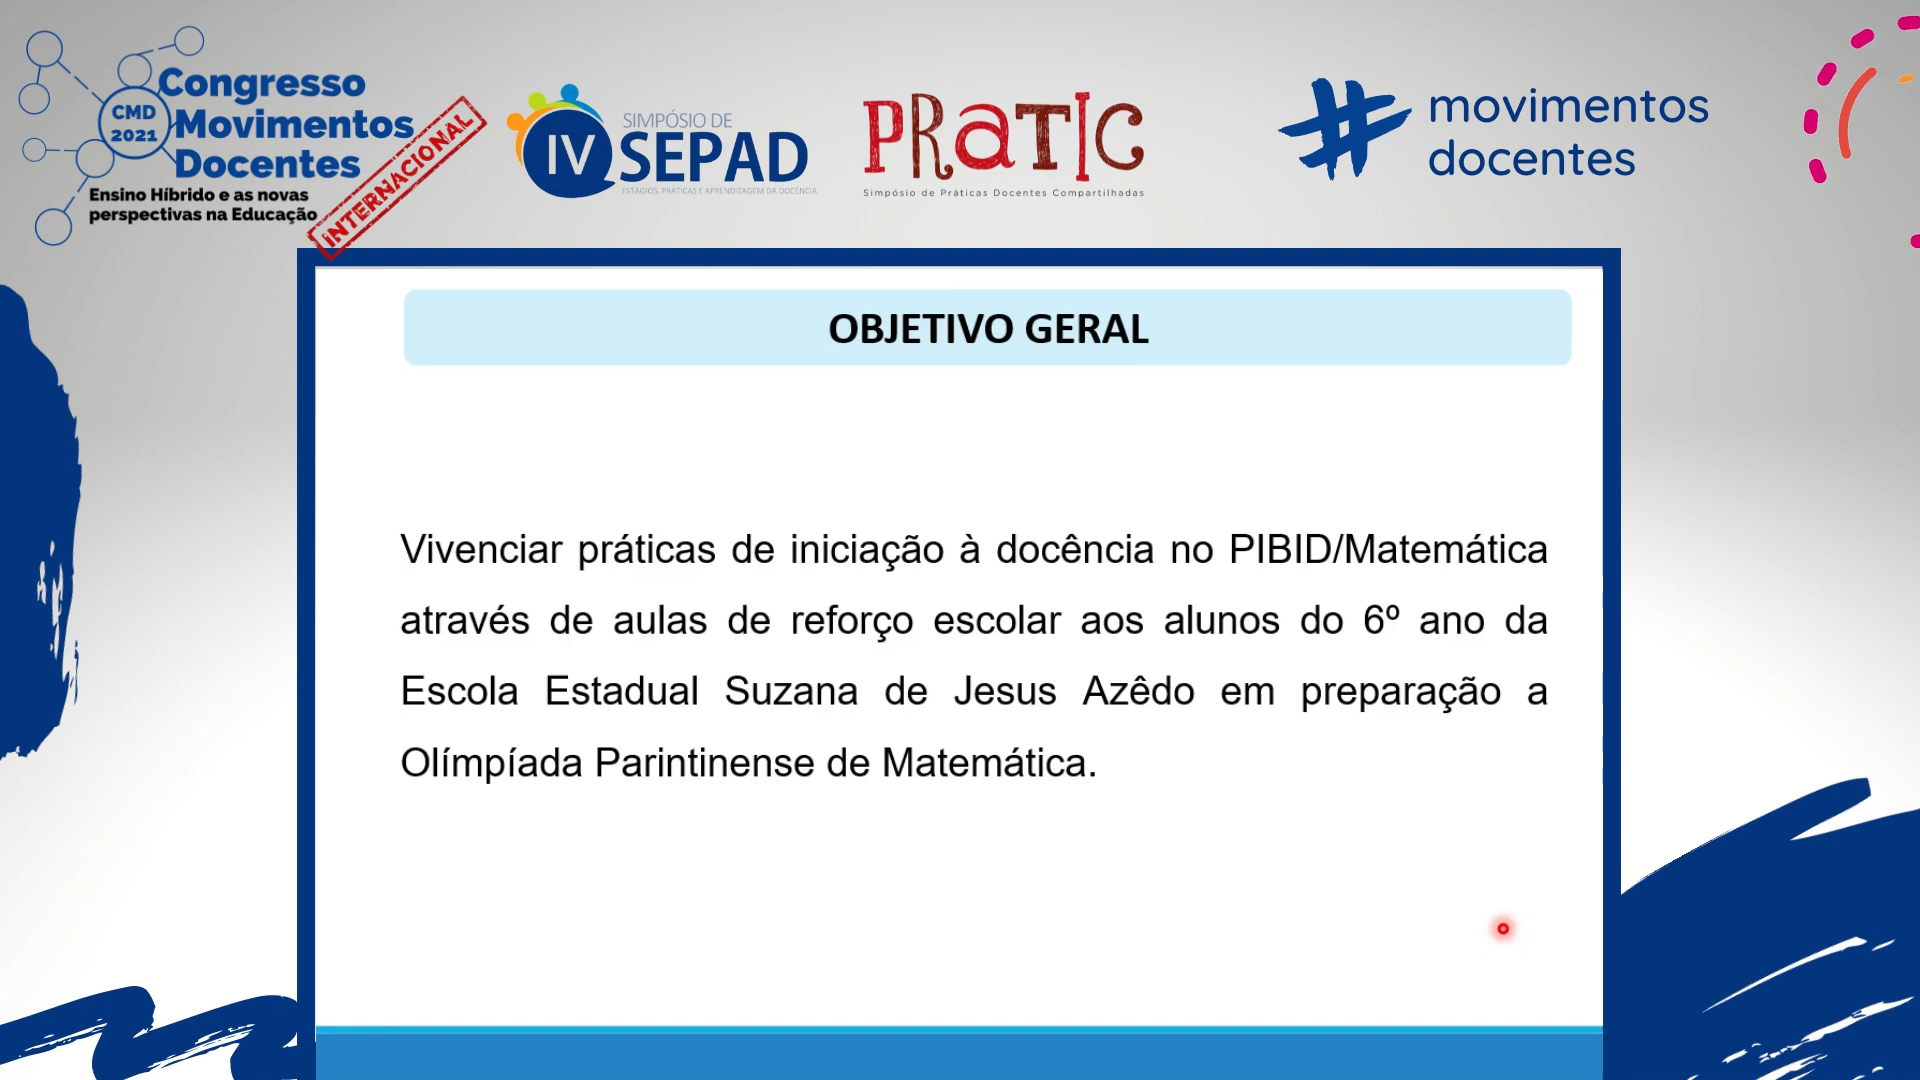 CMD
2021
Congresso
Movimentos
Docentes
Ensino Híbrido e as novas
perspectivas na Educação
INTERNACIONAL
IV
SIMPÓSIO DE
SEPAD
ESTÁGIOS, PRÁTICAS E APRENDIZAGEM DA DOCÊNCIA
PRATIC
Simpósio de Práticas Docentes Compartilhadas
# movimentos
docentes
OBJETIVO GERAL
Vivenciar práticas de iniciação à docência no PIBID/Matemática
através de aulas de reforço escolar aos alunos do 6º ano da
Escola Estadual Suzana de Jesus Azêdo em preparação a
Olímpíada Parintinense de Matemática.